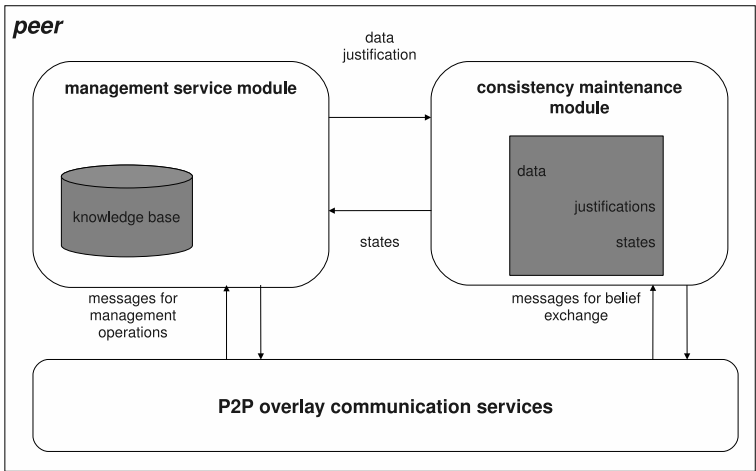 peer
data
justification
management service module
consistency maintenance
module
data
knowledge base
justifications
states
states
messages for
management
operations
messages for belief
exchange
P2P overlay communication services